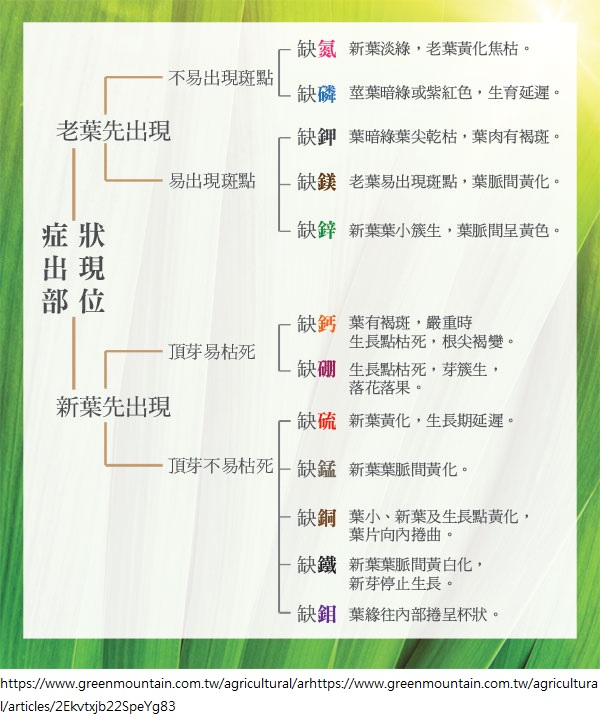 缺氮 新葉淡綠，老葉黃化焦枯。
不易出現斑點
缺磷 莖葉暗綠或紫紅色，生育延遲。
老葉先出現
缺鉀 葉暗綠葉尖乾枯，葉肉有褐斑。
易出現斑點
缺鎂 老葉易出現斑點，葉脈間黃化。
缺鋅 新葉葉小簇生，葉脈間呈黃色。
症狀
出現
部位
缺鈣 葉有褐斑，嚴重時
生長點枯死，根尖褐變。
頂芽易枯死
缺硼 生長點枯死，芽簇生，
落花落果。
新葉先出現
缺硫 新葉黃化，生長期延遲。
頂芽不易枯死
缺錳 新葉葉脈間黃化。
缺銅 葉小、新葉及生長點黃化，
葉片向內捲曲。
缺鐵 新葉葉脈間黃白化，
新芽停止生長。
缺鉬 葉緣往內部捲呈杯狀。
https://www.greenmountain.com.tw/agricultural/arhttps://www.greenmountain.com.tw/agricultura
l/articles/2Ekvtxjb22SpeYg83